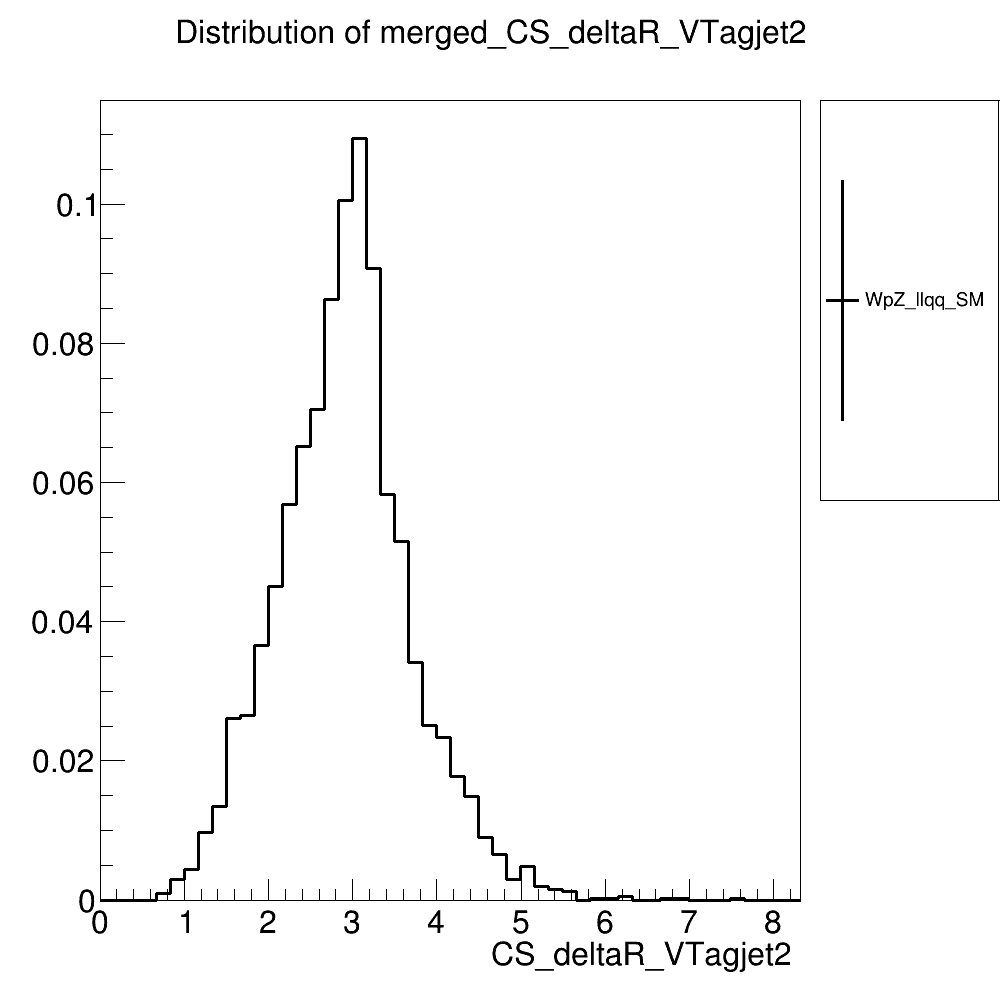 Distribution of merged_CS_deltaR_VTagjet2
0.1
0.08
0.06
0.04
0.02
0
0 1 2 3 4 5 6 7 8
CS_deltaR_VTagjet2
WpZ_llqq_SM